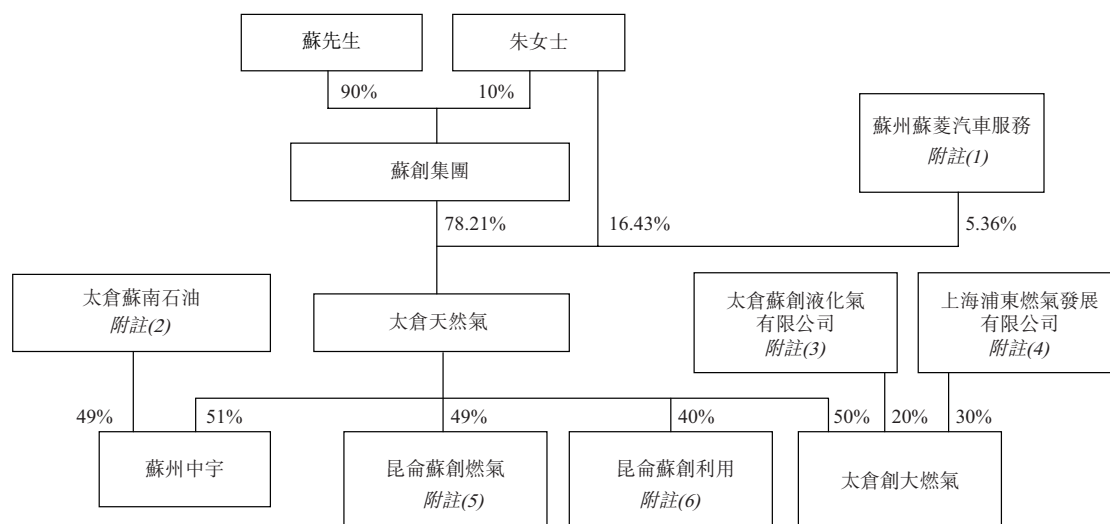 蘇先生
朱女士
90%
10%
蘇州蘇菱汽車服務
附註(1)
蘇創集團
78.21%
16.43%
5.36%
太倉蘇南石油
附註(2)
太倉天然氣
太倉蘇創液化氣
有限公司
附註(3)
上海浦東燃氣發展
有限公司
附註(4)
49%
51%
49%
40%
50%
20%
30%
蘇州中宇
昆侖蘇創燃氣
附註(5)
昆侖蘇創利用
附註(6)
太倉創大燃氣